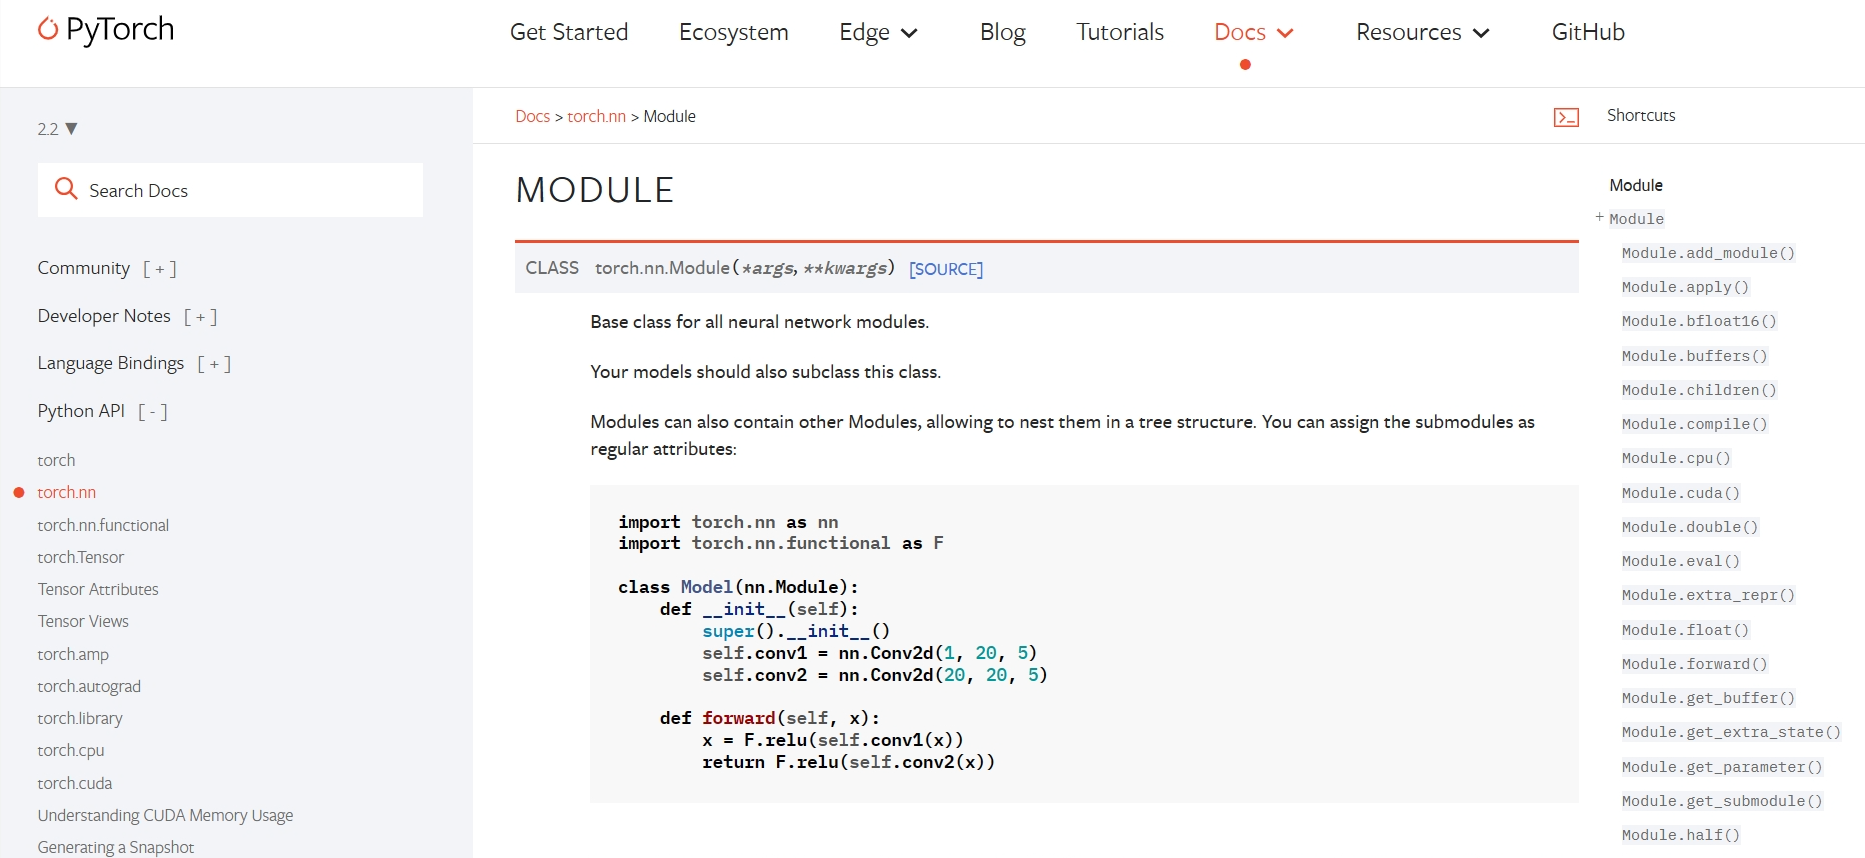 PyTorch
Get Started
Ecosystem
Edge
Blog
Tutorials
Docs
Resources
GitHub
2.2 ▼
Search Docs
Community [ + ]
Developer Notes [ + ]
Language Bindings [ + ]
Python API [ - ]
torch
torch.nn
torch.nn.functional
torch.Tensor
Tensor Attributes
Tensor Views
torch.amp
torch.autograd
torch.library
torch.cpu
torch.cuda
Understanding CUDA Memory Usage
Generating a Snapshot
Docs > torch.nn > Module
MODULE
CLASS torch.nn.Module(*args, **kwargs) [SOURCE]
Base class for all neural network modules.
Your models should also subclass this class.
Modules can also contain other Modules, allowing to nest them in a tree structure. You can assign the submodules as
regular attributes:
import torch.nn as nn
import torch.nn.functional as F
class Model(nn.Module):
    def __init__(self):
        super().__init__()
        self.conv1 = nn.Conv2d(1, 20, 5)
        self.conv2 = nn.Conv2d(20, 20, 5)
    def forward(self, x):
        x = F.relu(self.conv1(x))
        return F.relu(self.conv2(x))
Shortcuts
Module
+ Module
Module.add_module()
Module.apply()
Module.bfloat16()
Module.buffers()
Module.children()
Module.compile()
Module.cpu()
Module.cuda()
Module.double()
Module.eval()
Module.extra_repr()
Module.float()
Module.forward()
Module.get_buffer()
Module.get_extra_state()
Module.get_parameter()
Module.get_submodule()
Module.half()